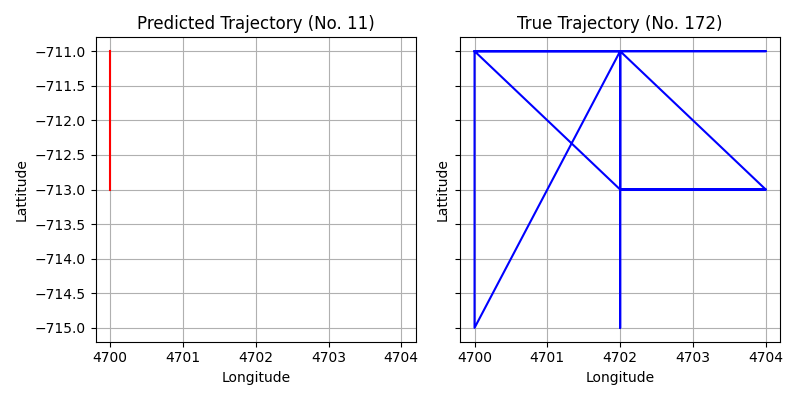 Predicted Trajectory (No. 11)
Lattitude
−711.0
−711.5
−712.0
−712.5
−713.0
−713.5
−714.0
−714.5
−715.0
4700 4701 4702 4703 4704
Longitude
True Trajectory (No. 172)
Lattitude
4700 4701 4702 4703 4704
Longitude